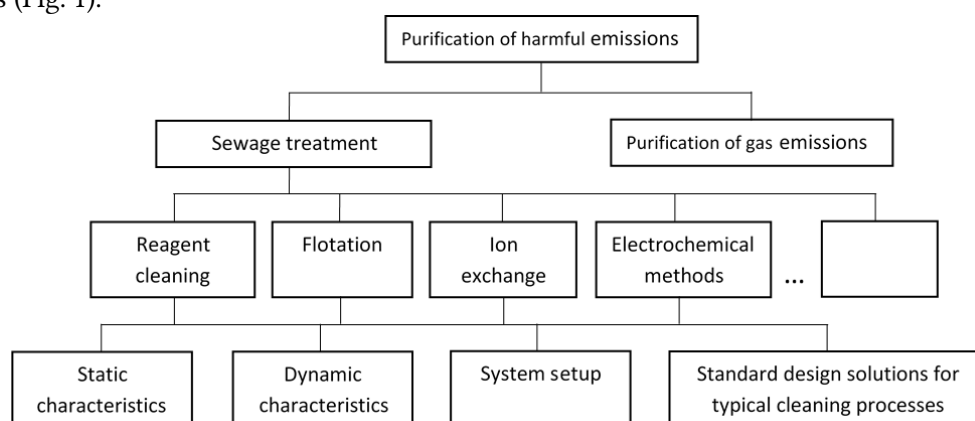 s (Fig. 1).
Purification of harmful emissions
Sewage treatment
Purification of gas emissions
Reagent
cleaning
Flotation
Ion
exchange
Electrochemical
methods
...
Static
characteristics
Dynamic
characteristics
System setup
Standard design solutions for
typical cleaning processes